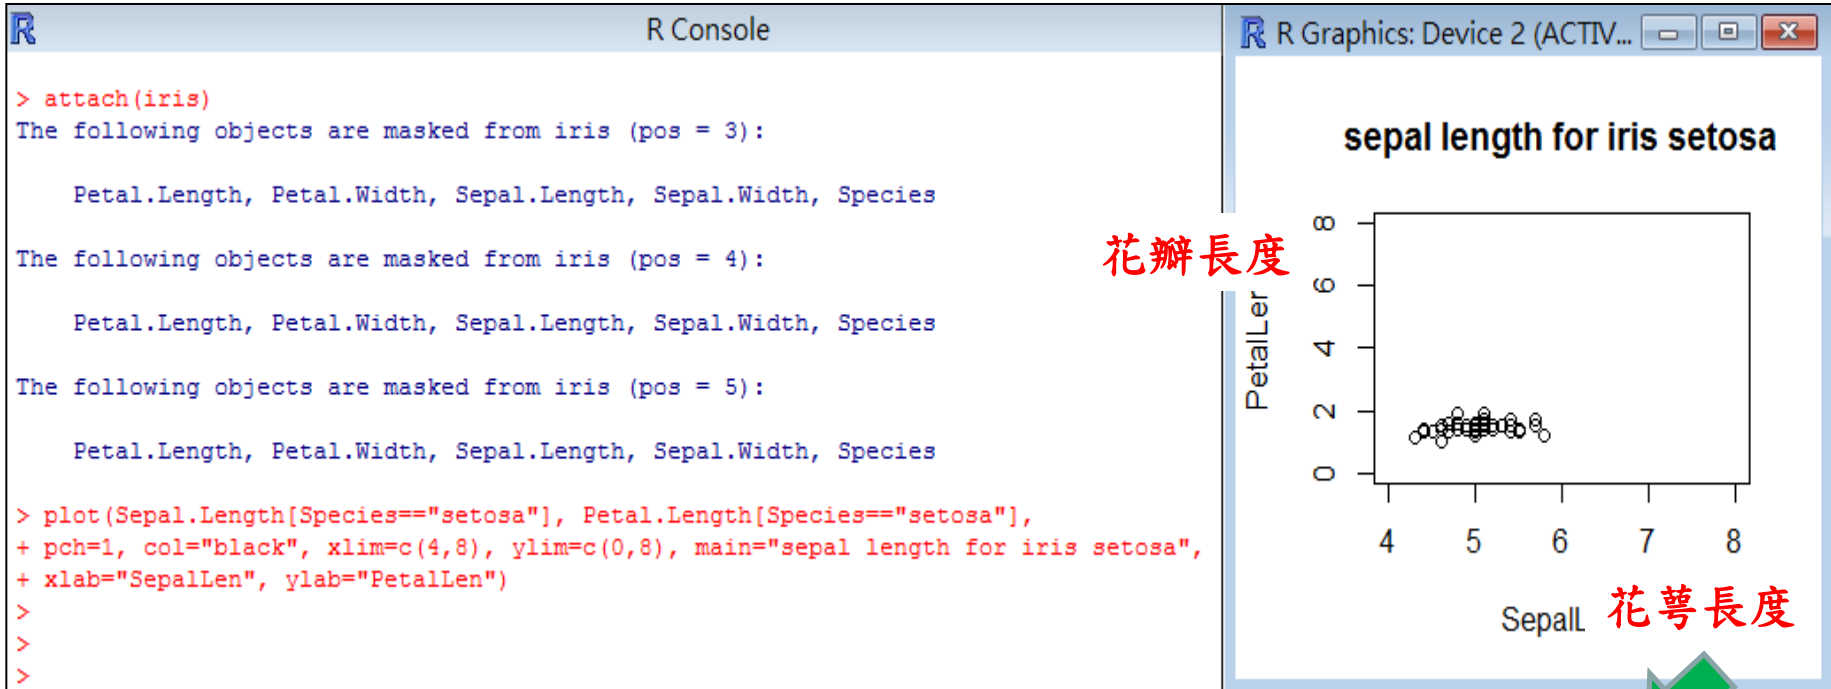 R Console
> attach(iris)
The following objects are masked from iris (pos = 3):
Petal.Length, Petal.Width, Sepal.Length, Sepal.Width, Species
The following objects are masked from iris (pos = 4):
Petal.Length, Petal.Width, Sepal.Length, Sepal.Width, Species
The following objects are masked from iris (pos = 5):
Petal.Length, Petal.Width, Sepal.Length, Sepal.Width, Species
> plot(Sepal.Length[Species=="setosa"], Petal.Length[Species=="setosa"],
+ pch=1, col="black", xlim=c(4,8), ylim=c(0,8), main="sepal length for iris setosa",
+ xlab="SepalLen", ylab="PetalLen")
>
>
>
R Graphics: Device 2 (ACTIV...
sepal length for iris setosa
花瓣長度
PetalLer
8
6
4
2
0
4 5 6 7 8
SepalL
花萼長度